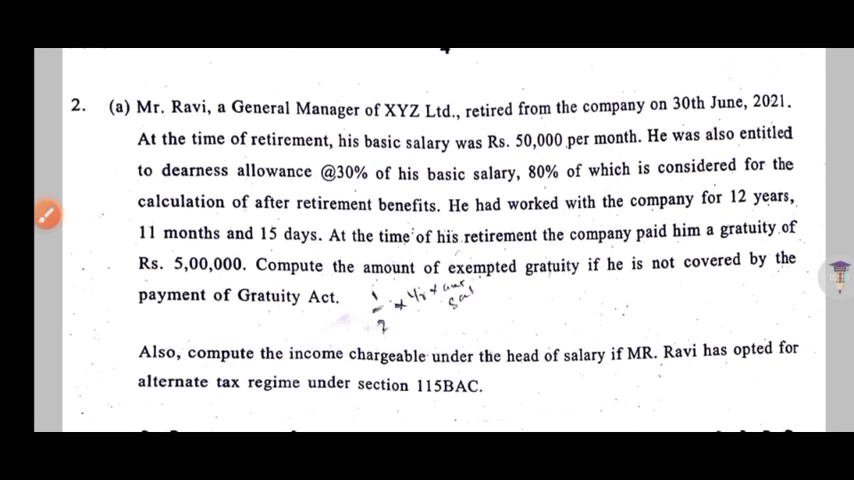 2. (a) Mr. Ravi, a General Manager of XYZ Ltd., retired from the company on 30th June, 2021.
At the time of retirement, his basic salary was Rs. 50,000 per month. He was also entitled
to dearness allowance @30% of his basic salary, 80% of which is considered for the
calculation of after retirement benefits. He had worked with the company for 12 years,
11 months and 15 days. At the time of his retirement the company paid him a gratuity of
Rs. 5,00,000. Compute the amount of exempted gratuity if he is not covered by the
payment of Gratuity Act.
1/2 × Yr ×
Sal
Also, compute the income chargeable under the head of salary if MR. Ravi has opted for
alternate tax regime under section 115BAC.